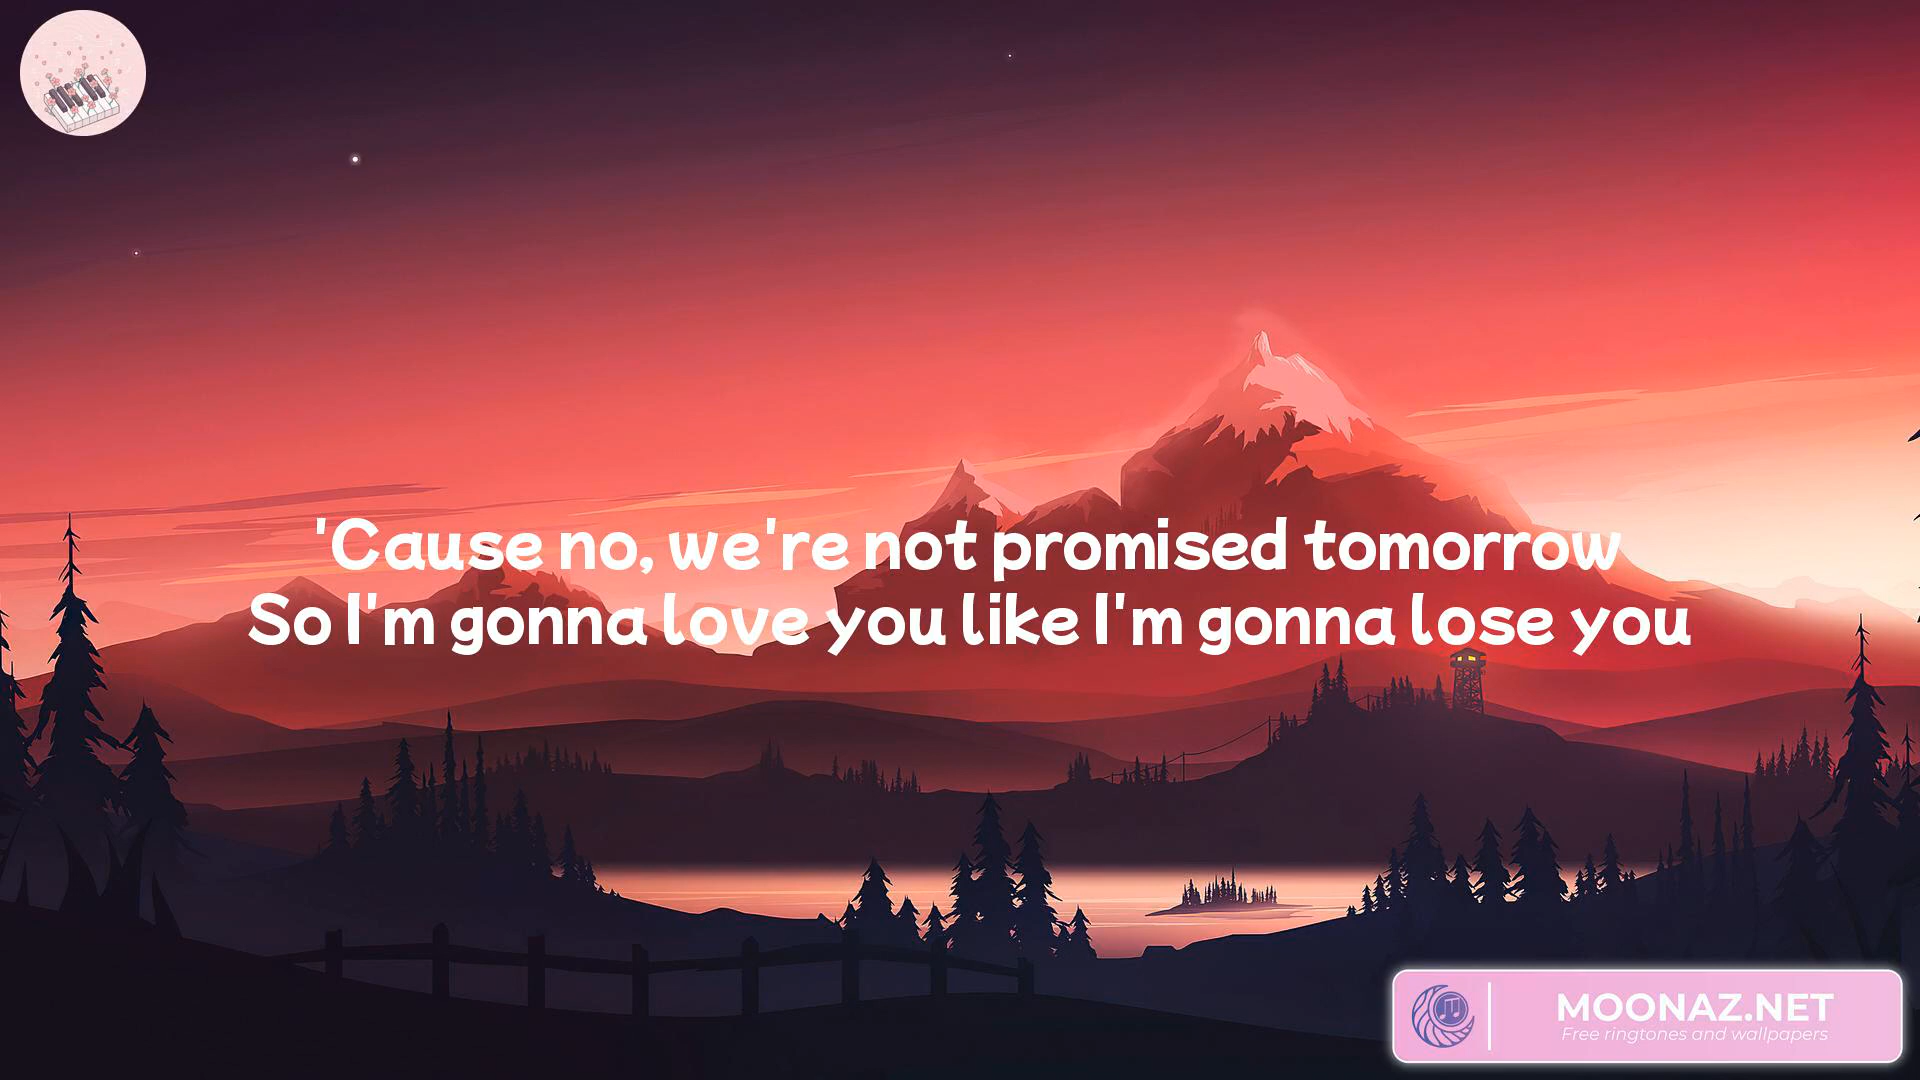 'Cause no, we're not promised tomorrow
So I'm gonna love you like I'm gonna lose you
MOONAZ.NET
Free ringtones and wallpapers